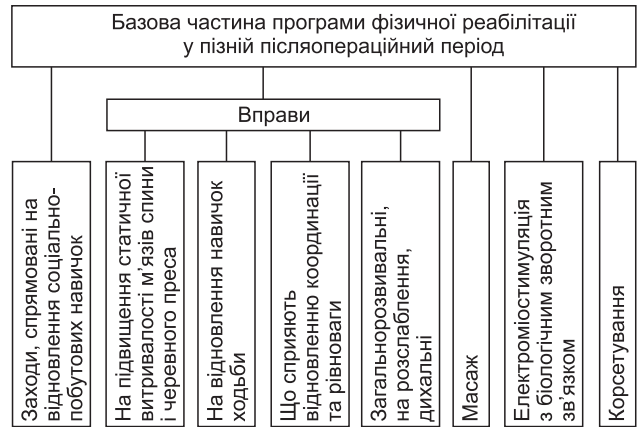 Базова частина програми фізичної реабілітації
у пізній післяопераційний період
Вправи
Заходи, спрямовані на
відновлення соціально-
побутових навичок
На підвищення статичної
витривалості м’язів спини
і черевного преса
На відновлення навичок
ходьби
Що сприяють
відновленню координації
та рівноваги
Загальнорозвивальні,
на розслаблення,
дихальні
Масаж
Електроміостимуляція
з біологічним зворотним
зв’язком
Корсетування